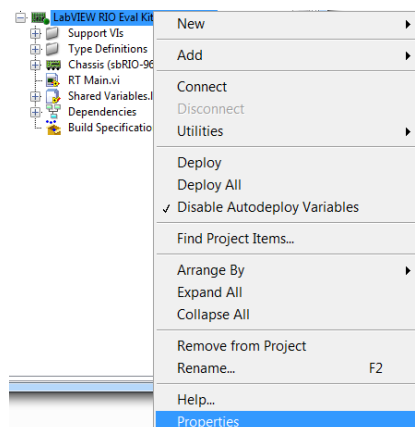 LabVIEW RIO Eval Kit
Support VIs
Type Definitions
Chassis (sbRIO-96
RT Main.vi
Shared Variables.l
Dependencies
Build Specificatio
New
Add
Connect
Disconnect
Utilities
Deploy
Deploy All
Disable Autodeploy Variables
Find Project Items...
Arrange By
Expand All
Collapse All
Remove from Project
Rename... F2
Help...
Properties